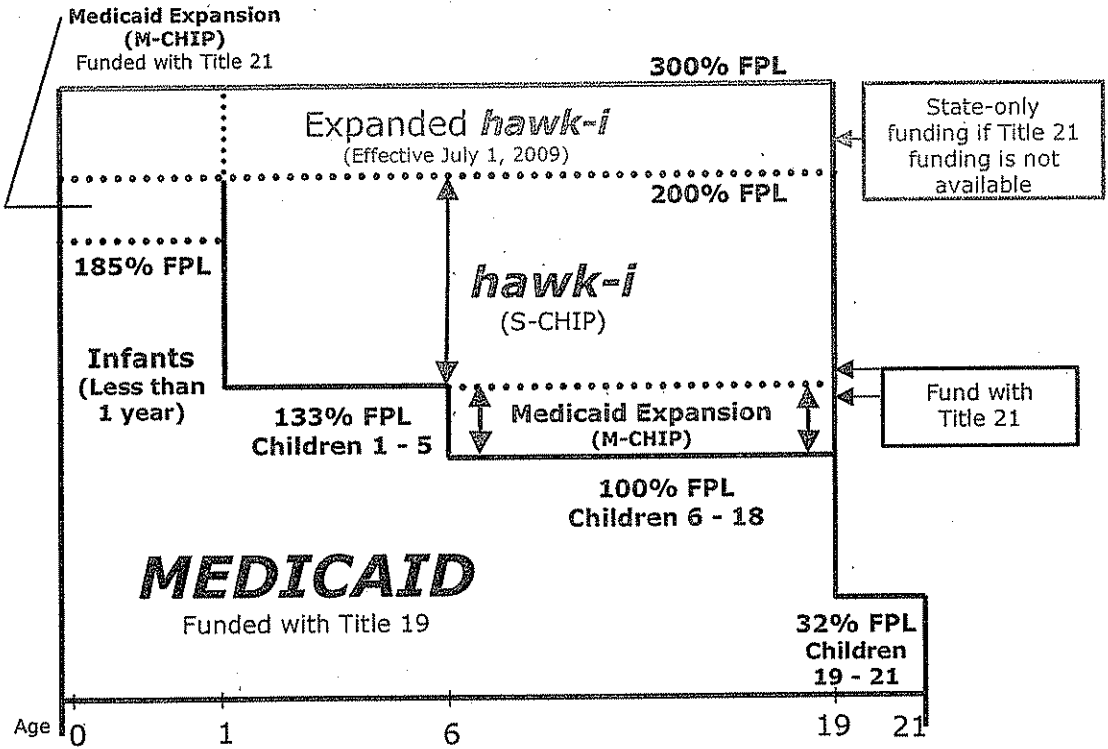 Medicaid Expansion
(M-CHIP)
Funded with Title 21
300% FPL
Expanded hawk-i
(Effective July 1, 2009)
State-only
funding if Title 21
funding is not
available
200% FPL
185% FPL
hawk-i
(S-CHIP)
Infants
(Less than
1 year)
133% FPL
Children 1 - 5
Medicaid Expansion
(M-CHIP)
Fund with
Title 21
100% FPL
Children 6 - 18
MEDICAID
Funded with Title 19
32% FPL
Children
19 - 21
Age 0 1 6 19 21